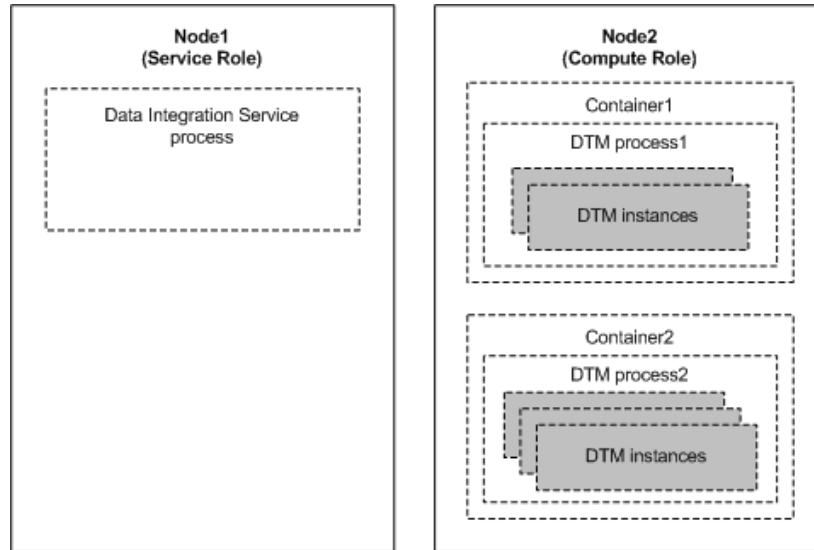 Node1
(Service Role)
Data Integration Service
process
Node2
(Compute Role)
Container1
DTM process1
DTM instances
Container2
DTM process2
DTM instances